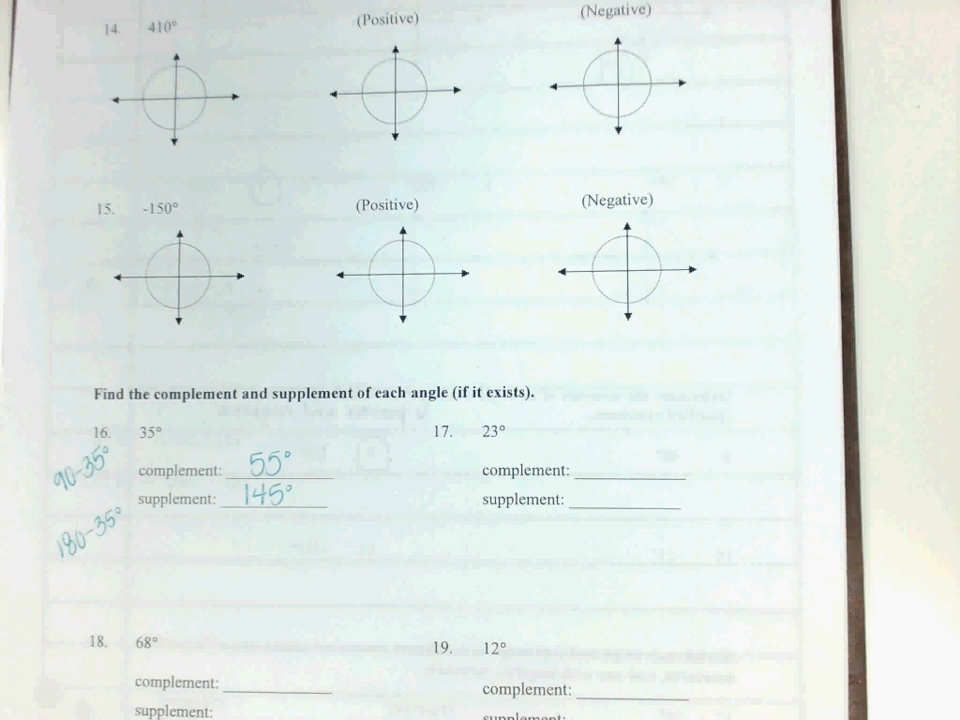 14. 410° (Positive) (Negative)
15. -150° (Positive) (Negative)
Find the complement and supplement of each angle (if it exists).
16. 35° 17. 23°
90-35° complement: 55° complement:
supplement: 145° supplement:
180-35°
18. 68° 19. 12°
complement: complement:
supplement: supplement: